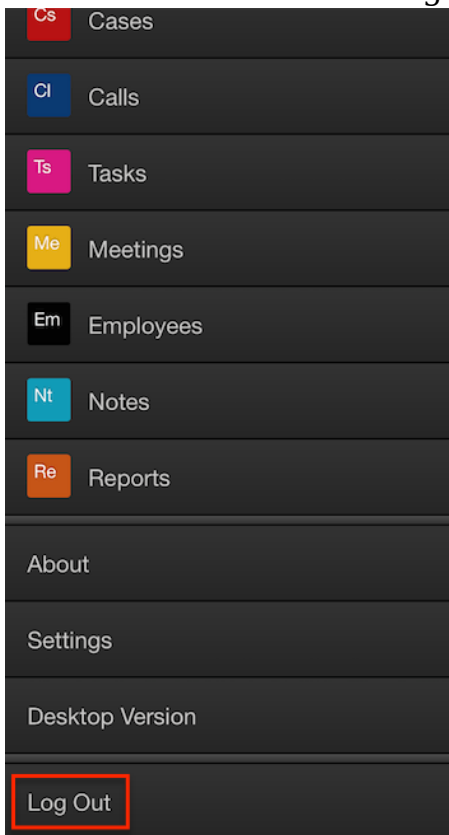 g
Cs Cases
Cl Calls
Ts Tasks
Me Meetings
Em Employees
Nt Notes
Re Reports
About
Settings
Desktop Version
Log Out